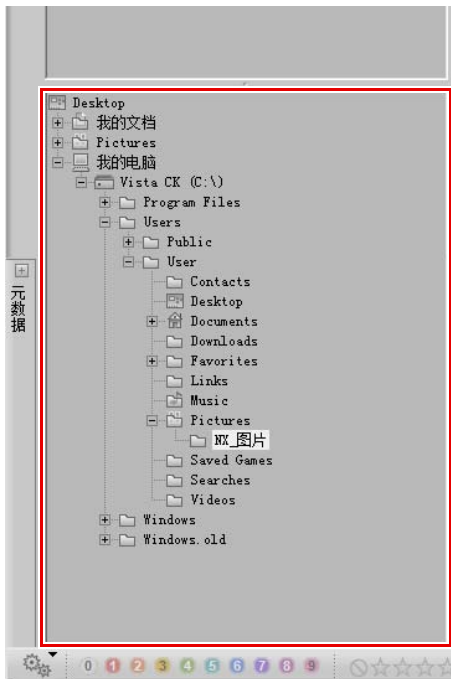 Desktop
我的文档
Pictures
我的电脑
Vista CK (C:\)
Program Files
Users
Public
User
Contacts
Desktop
Documents
Downloads
Favorites
Links
Music
Pictures
NX_图片
Saved Games
Searches
Videos
Windows
Windows.old
元数据
0 1 2 3 4 5 6 7 8 9